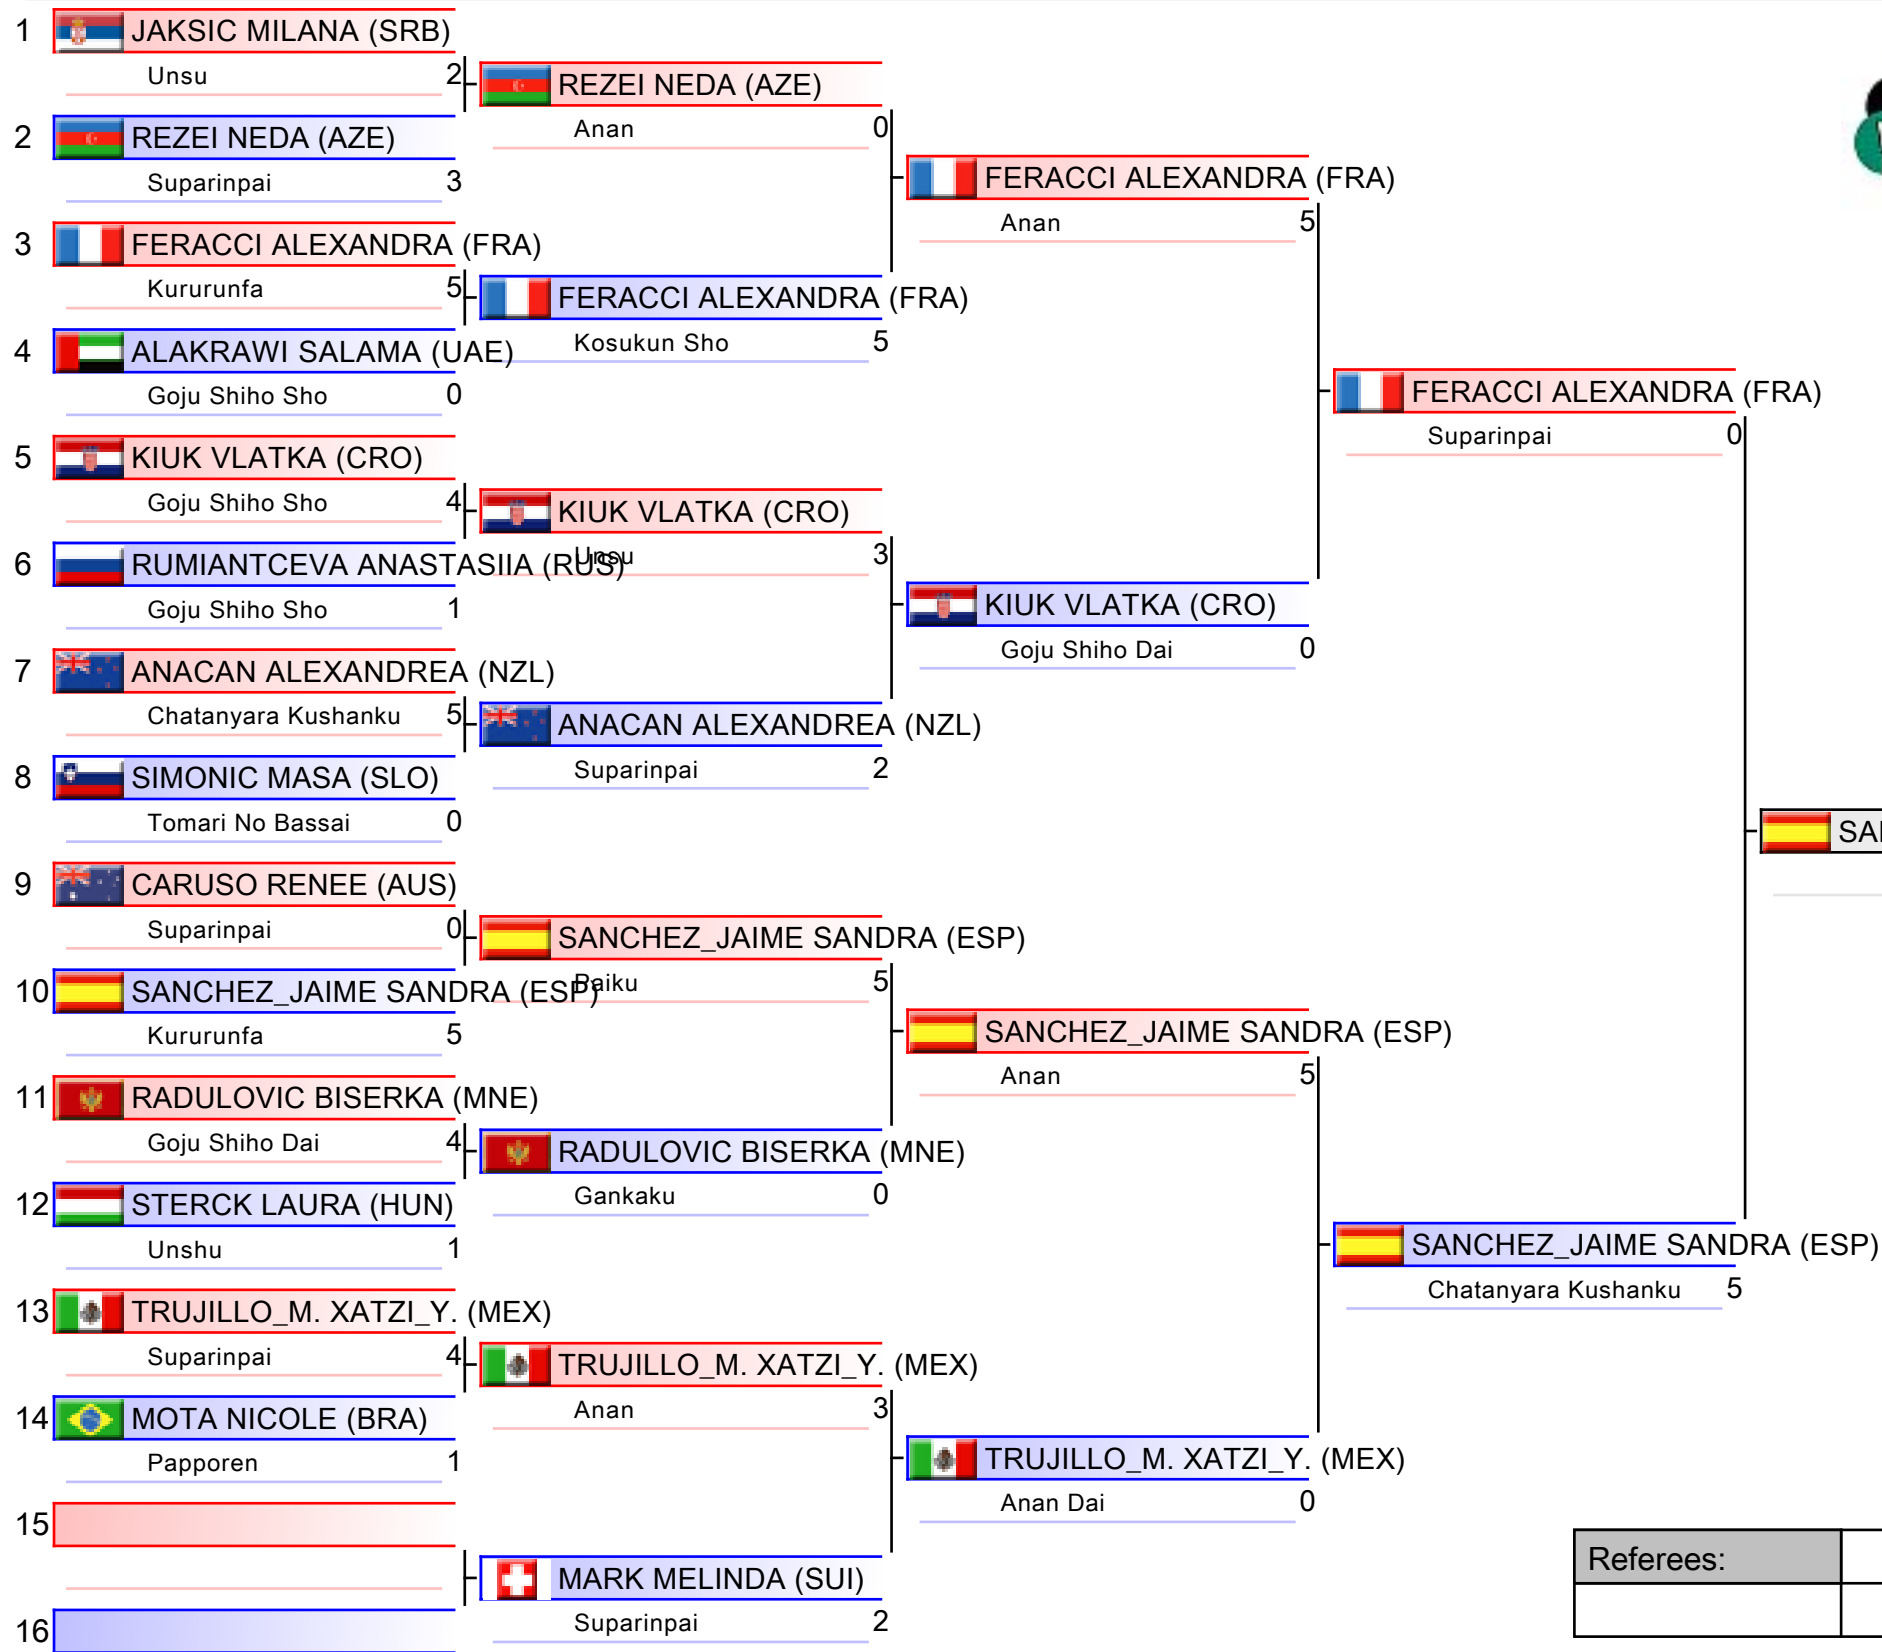 1 JAKSIC MILANA (SRB)
Unsu 2
REZEI NEDA (AZE)
Anan 0
2 REZEI NEDA (AZE)
Suparinpai 3
FERACCI ALEXANDRA (FRA)
Anan 5
3 FERACCI ALEXANDRA (FRA)
Kururunfa 5
FERACCI ALEXANDRA (FRA)
Kosukun Sho 5
4 ALAKRAWI SALAMA (UAE)
Goju Shiho Sho 0
FERACCI ALEXANDRA (FRA)
Suparinpai 0
5 KIUK VLATKA (CRO)
Goju Shiho Sho 4
KIUK VLATKA (CRO)
Unsu 3
6 RUMIANTCEVA ANASTASIIA (RUS)
Goju Shiho Sho 1
KIUK VLATKA (CRO)
Goju Shiho Dai 0
7 ANACAN ALEXANDREA (NZL)
Chatanyara Kushanku 5
ANACAN ALEXANDREA (NZL)
Suparinpai 2
8 SIMONIC MASA (SLO)
Tomari No Bassai 0
9 CARUSO RENEE (AUS)
Suparinpai 0
SANCHEZ_JAIME SANDRA (ESP)
Paiku 5
10 SANCHEZ_JAIME SANDRA (ESP)
Kururunfa 5
SANCHEZ_JAIME SANDRA (ESP)
Anan 5
11 RADULOVIC BISERKA (MNE)
Goju Shiho Dai 4
RADULOVIC BISERKA (MNE)
Gankaku 0
12 STERCK LAURA (HUN)
Unshu 1
SANCHEZ_JAIME SANDRA (ESP)
Chatanyara Kushanku 5
13 TRUJILLO_M. XATZI_Y. (MEX)
Suparinpai 4
TRUJILLO_M. XATZI_Y. (MEX)
Anan 3
14 MOTA NICOLE (BRA)
Papporen 1
TRUJILLO_M. XATZI_Y. (MEX)
Anan Dai 0
15
MARK MELINDA (SUI)
Suparinpai 2
16
Referees: